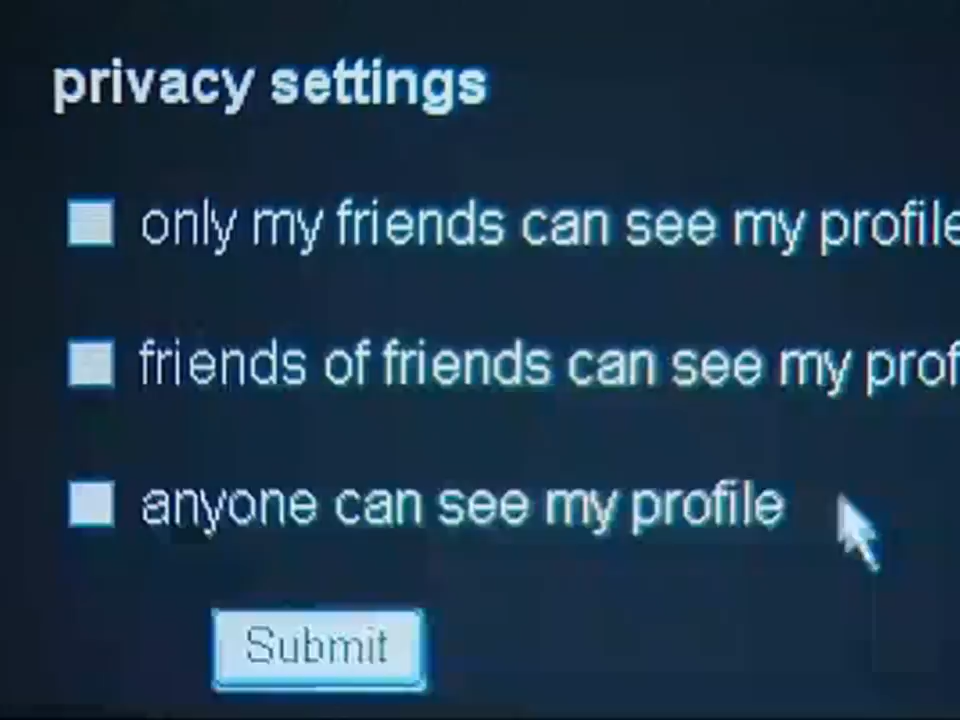 privacy settings
only my friends can see my profile
friends of friends can see my prof
anyone can see my profile
Submit